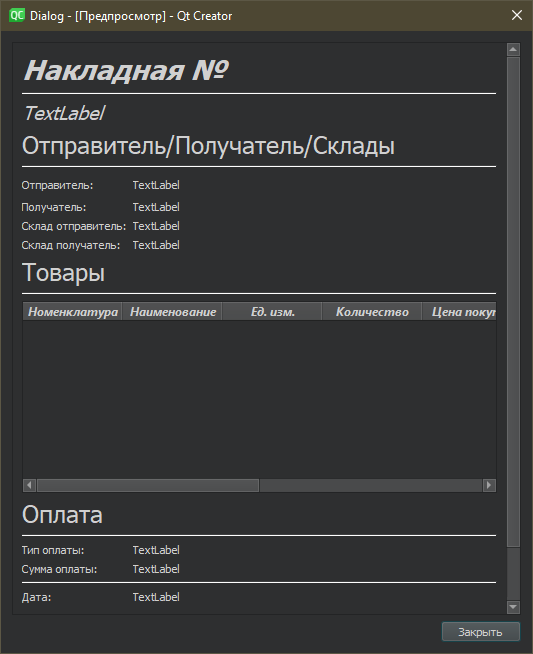 QC Dialog - [Предпросмотр] - Qt Creator
Накладная №
TextLabel
Отправитель/Получатель/Склады
Отправитель: TextLabel
Получатель: TextLabel
Склад отправитель: TextLabel
Склад получатель: TextLabel
Товары
Номенклатура Наименование Ед. изм. Количество Цена покуп
Оплата
Тип оплаты: TextLabel
Сумма оплаты: TextLabel
Дата: TextLabel
Закрыть